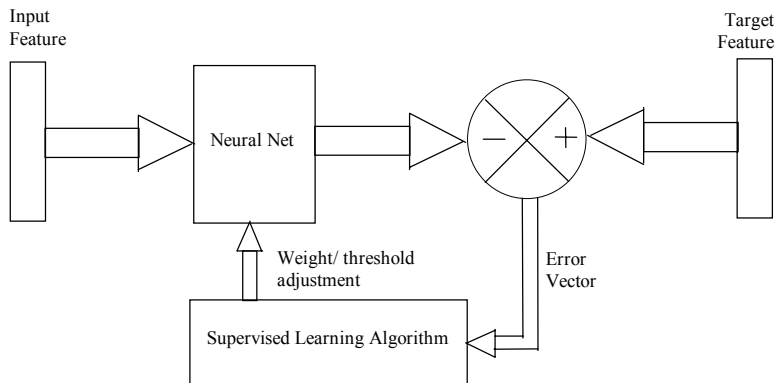 Input
Feature
Target
Feature
Neural Net
−
+
Weight/ threshold
adjustment
Error
Vector
Supervised Learning Algorithm